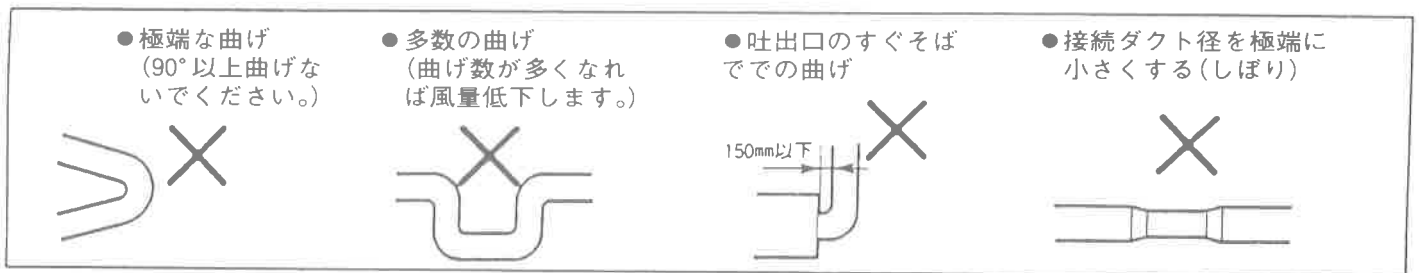 ●極端な曲げ
(90°以上曲げな
いでください。)
●多数の曲げ
(曲げ数が多くなれ
ば風量低下します。)
●吐出口のすぐそば
ででの曲げ
150mm以下
●接続ダクト径を極端に
小さくする(しぼり)